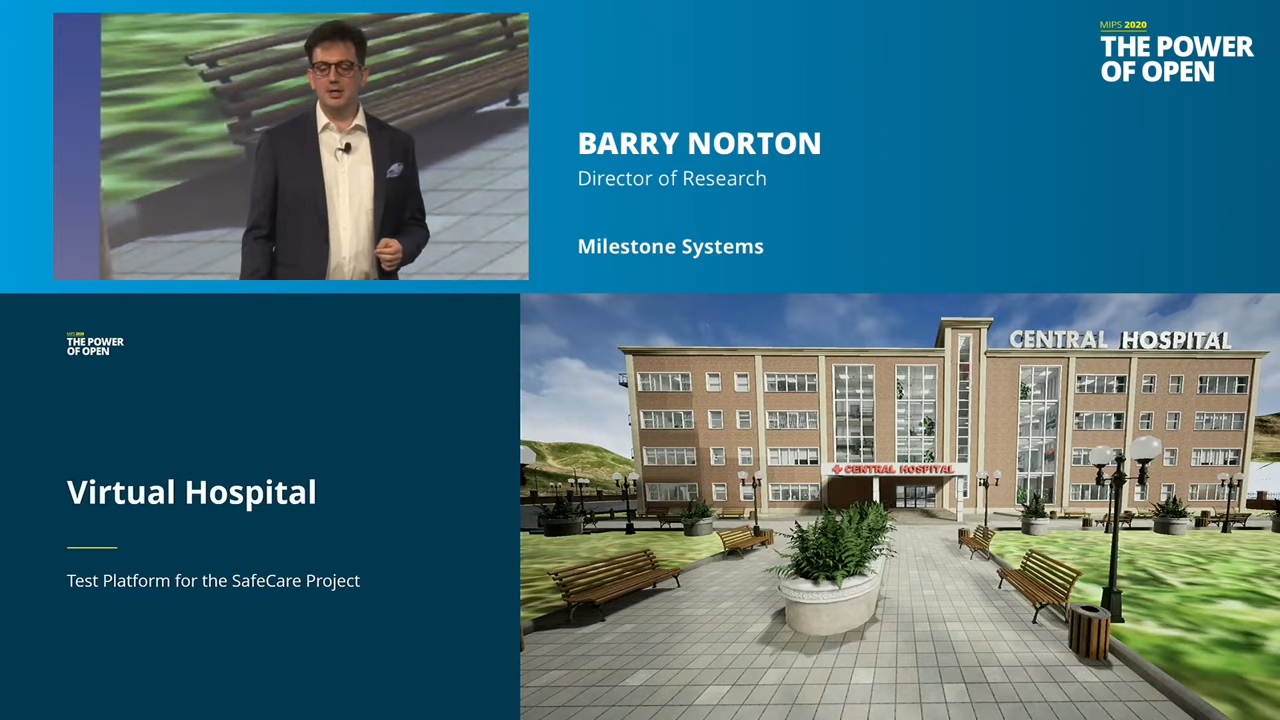 MIPS 2020
THE POWER
OF OPEN
BARRY NORTON
Director of Research
Milestone Systems
MIPS 2020
THE POWER
OF OPEN
Virtual Hospital
Test Platform for the SafeCare Project
CENTRAL HOSPITAL
CENTRAL HOSPITAL